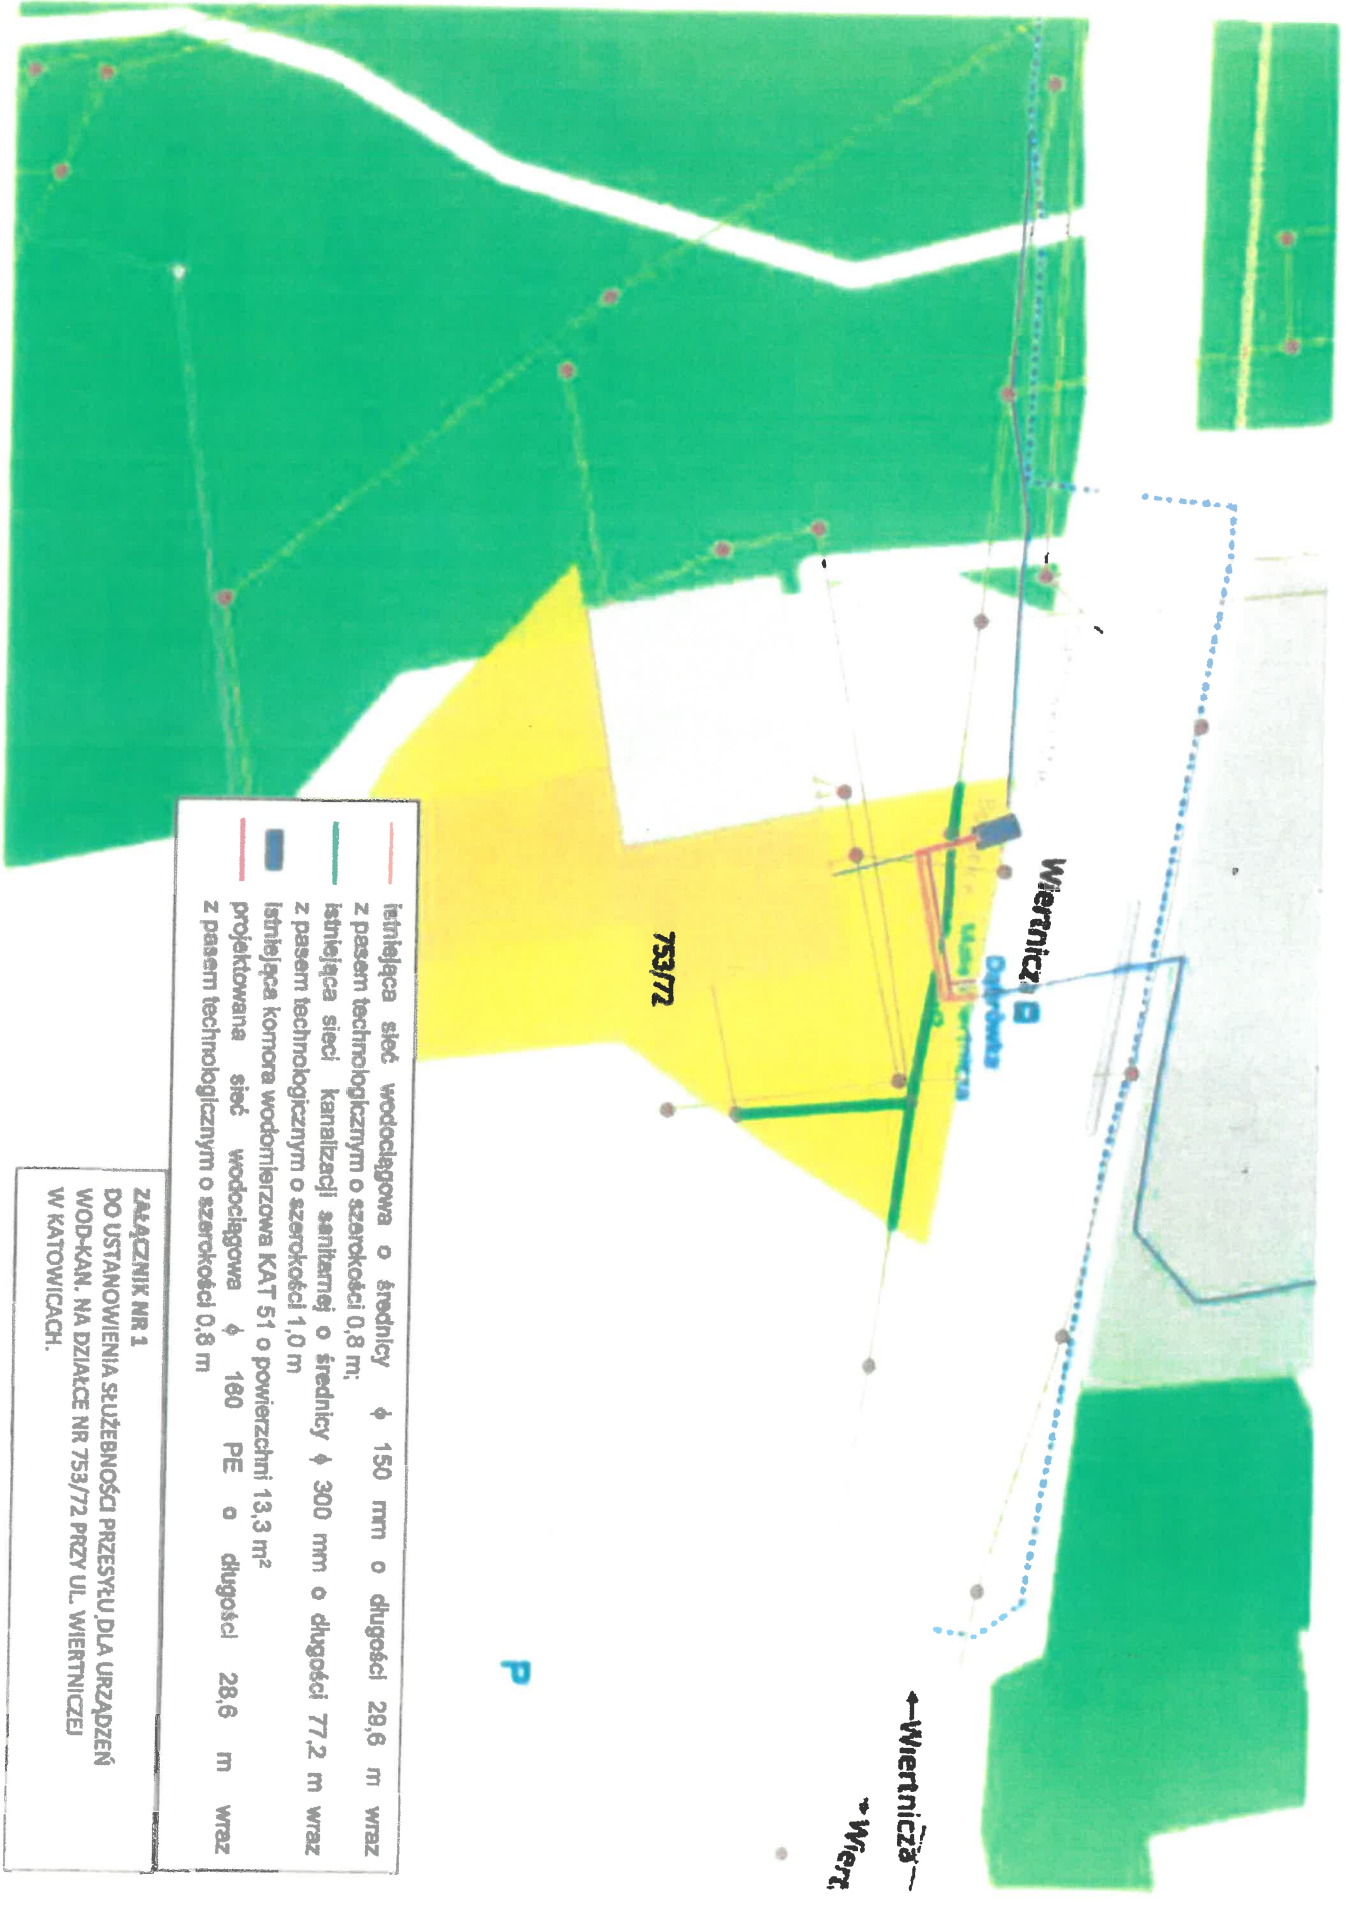 Wiertnicza
Dąbrówka
753/72
P
←Wiertnicza—
istniejąca sieć wodociągowa o średnicy ϕ 150 mm o długości 29,6 m wraz
z pasem technologicznym o szerokości 0,8 m;
istniejąca sieci kanalizacji sanitarnej o średnicy ϕ 300 mm o długości 77,2 m wraz
z pasem technologicznym o szerokości 1,0 m
istniejąca komora wodomierzowa KAT 51 o powierzchni 13,3 m²
projektowana sieć wodociągowa ϕ 160 PE o długości 28,6 m wraz
z pasem technologicznym o szerokości 0,8 m
ZAŁĄCZNIK NR 1
DO USTANOWIENIA SŁUŻEBNOŚCI PRZESYŁU DLA URZĄDZEŃ
WOD-KAN. NA DZIAŁCE NR 753/72 PRZY UL. WIERTNICZEJ
W KATOWICACH.